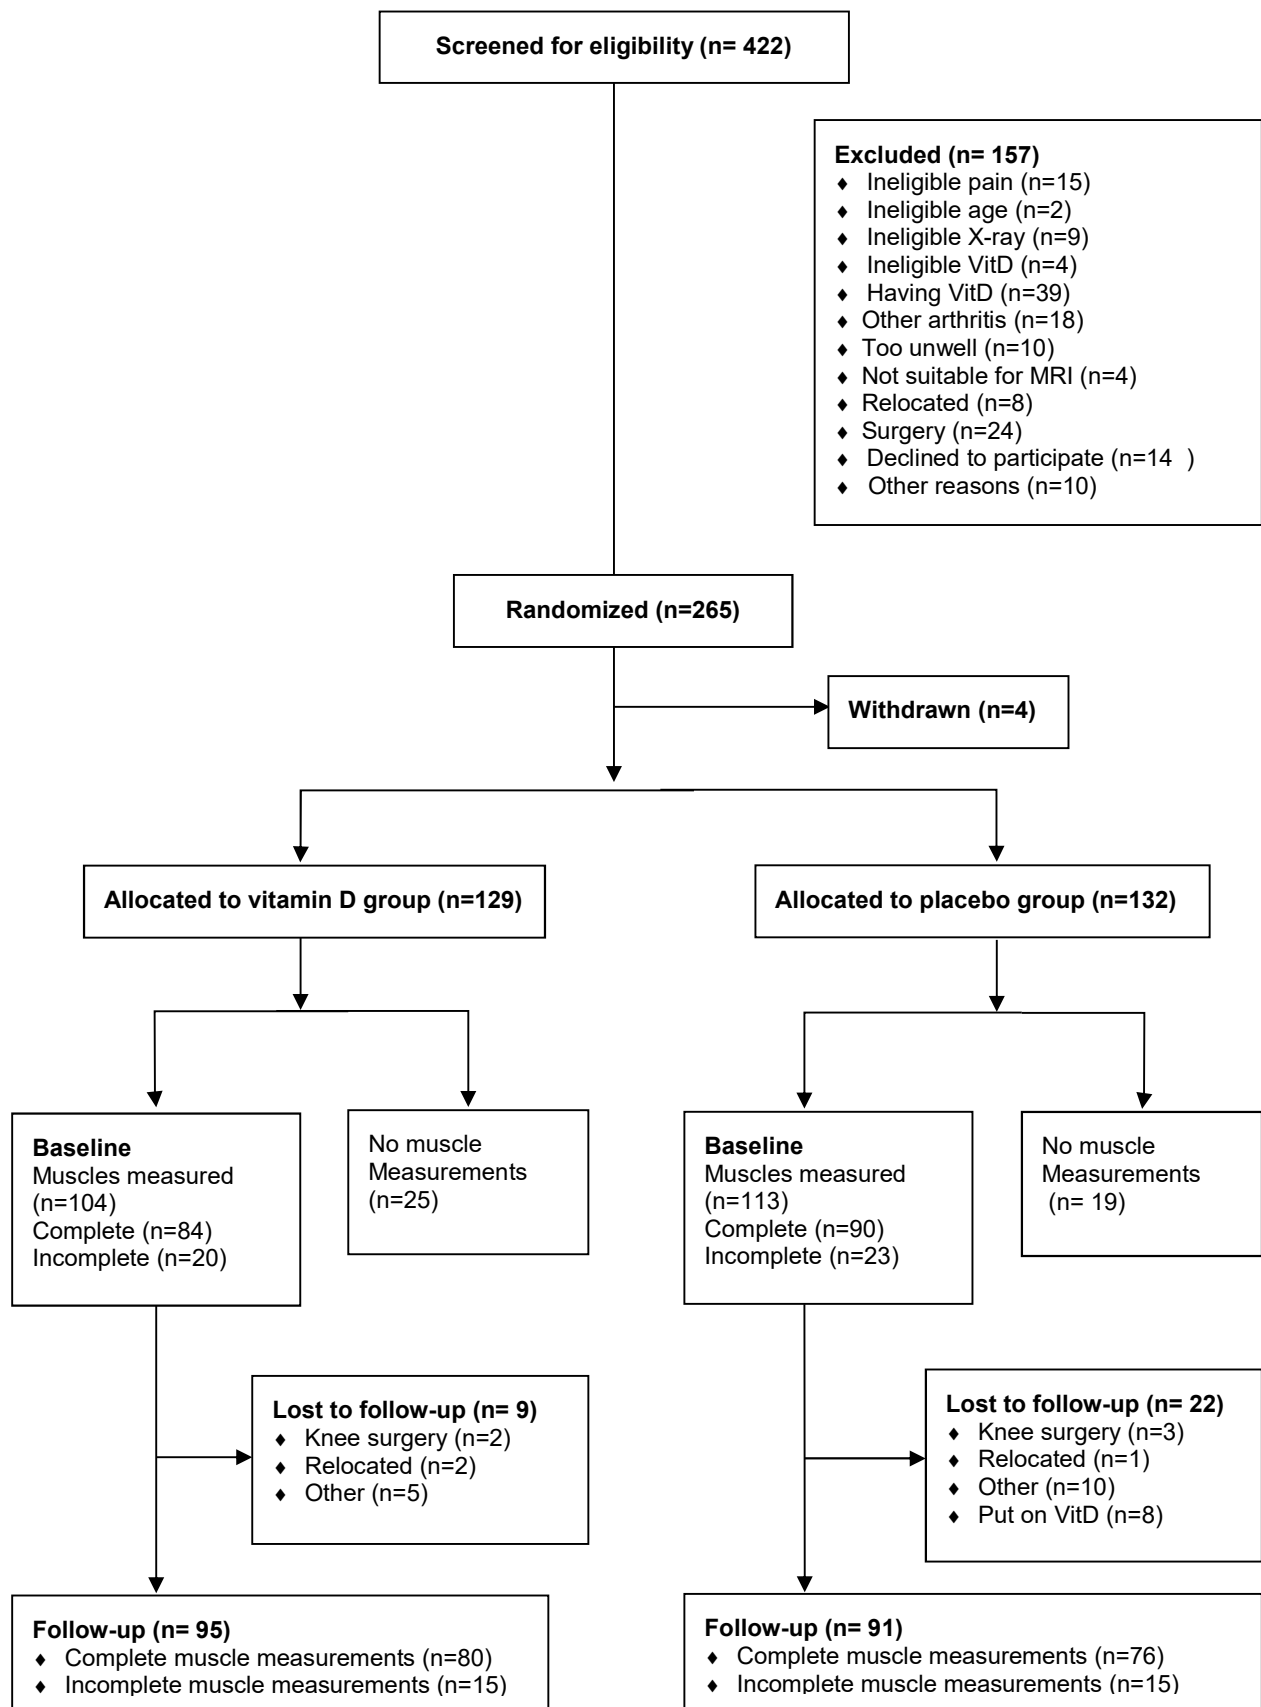 Screened for eligibility (n= 422)
Excluded (n= 157)
♦ Ineligible pain (n=15)
♦ Ineligible age (n=2)
♦ Ineligible X-ray (n=9)
♦ Ineligible VitD (n=4)
♦ Having VitD (n=39)
♦ Other arthritis (n=18)
♦ Too unwell (n=10)
♦ Not suitable for MRI (n=4)
♦ Relocated (n=8)
♦ Surgery (n=24)
♦ Declined to participate (n=14 )
♦ Other reasons (n=10)
Randomized (n=265)
Withdrawn (n=4)
Allocated to vitamin D group (n=129)
Allocated to placebo group (n=132)
Baseline
Muscles measured
(n=104)
Complete (n=84)
Incomplete (n=20)
No muscle
Measurements
(n=25)
Baseline
Muscles measured
(n=113)
Complete (n=90)
Incomplete (n=23)
No muscle
Measurements
(n= 19)
Lost to follow-up (n= 9)
♦ Knee surgery (n=2)
♦ Relocated (n=2)
♦ Other (n=5)
Lost to follow-up (n= 22)
♦ Knee surgery (n=3)
♦ Relocated (n=1)
♦ Other (n=10)
♦ Put on VitD (n=8)
Follow-up (n= 95)
♦ Complete muscle measurements (n=80)
♦ Incomplete muscle measurements (n=15)
Follow-up (n= 91)
♦ Complete muscle measurements (n=76)
♦ Incomplete muscle measurements (n=15)